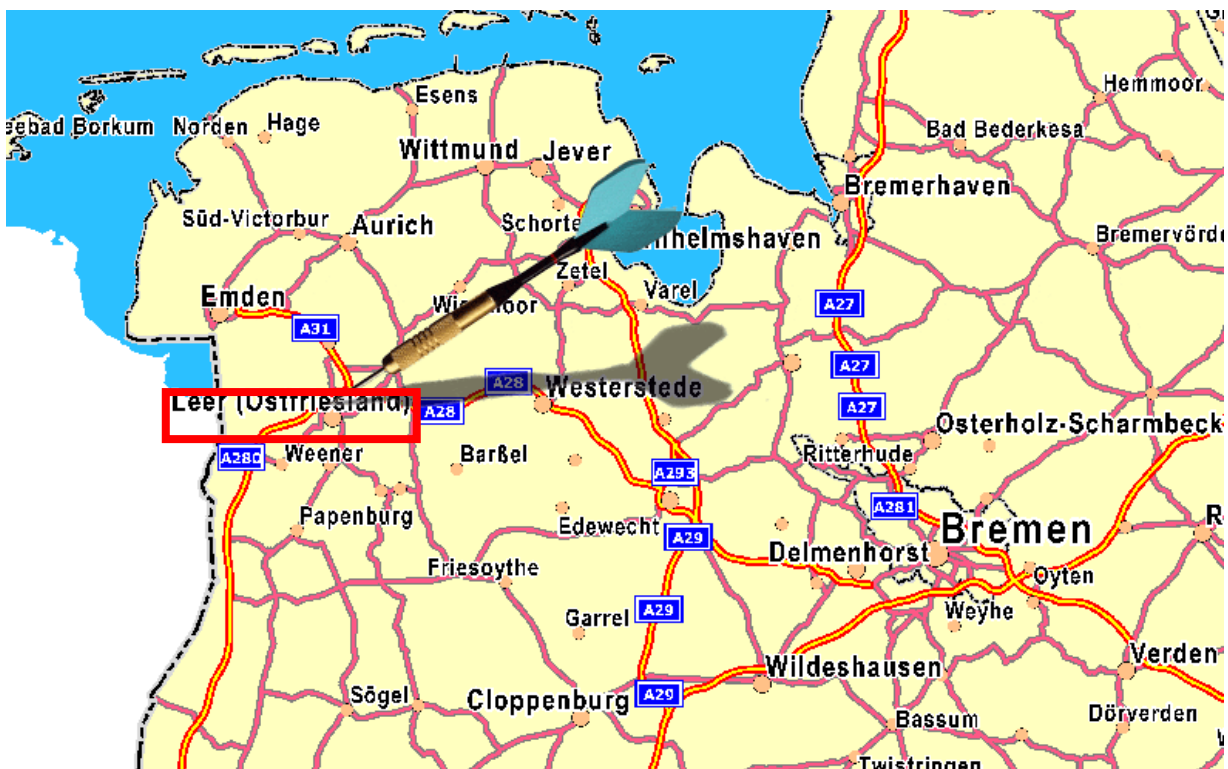 Hemmoor
Esens
eebad Borkum
Norden
Hage
Bad Bederkesa
Wittmund
Jever
Bremerhaven
Süd-Victorbur
Aurich
Schorte
lhelmshaven
Bremervörde
Zetel
Emden
Varel
A27
A31
A27
A28
Westerstede
Leer (Ostfriesland)
A28
A27
Osterholz-Scharmbeck
A280
Weener
Barßel
Ritterhude
A293
A281
Papenburg
Edewecht
A29
Bremen
Delmenhorst
Friesoythe
Oyten
A29
Garrel
Weyhe
Wildeshausen
Verden
Sögel
Cloppenburg
A29
Bassum
Dörverden
Twistringen